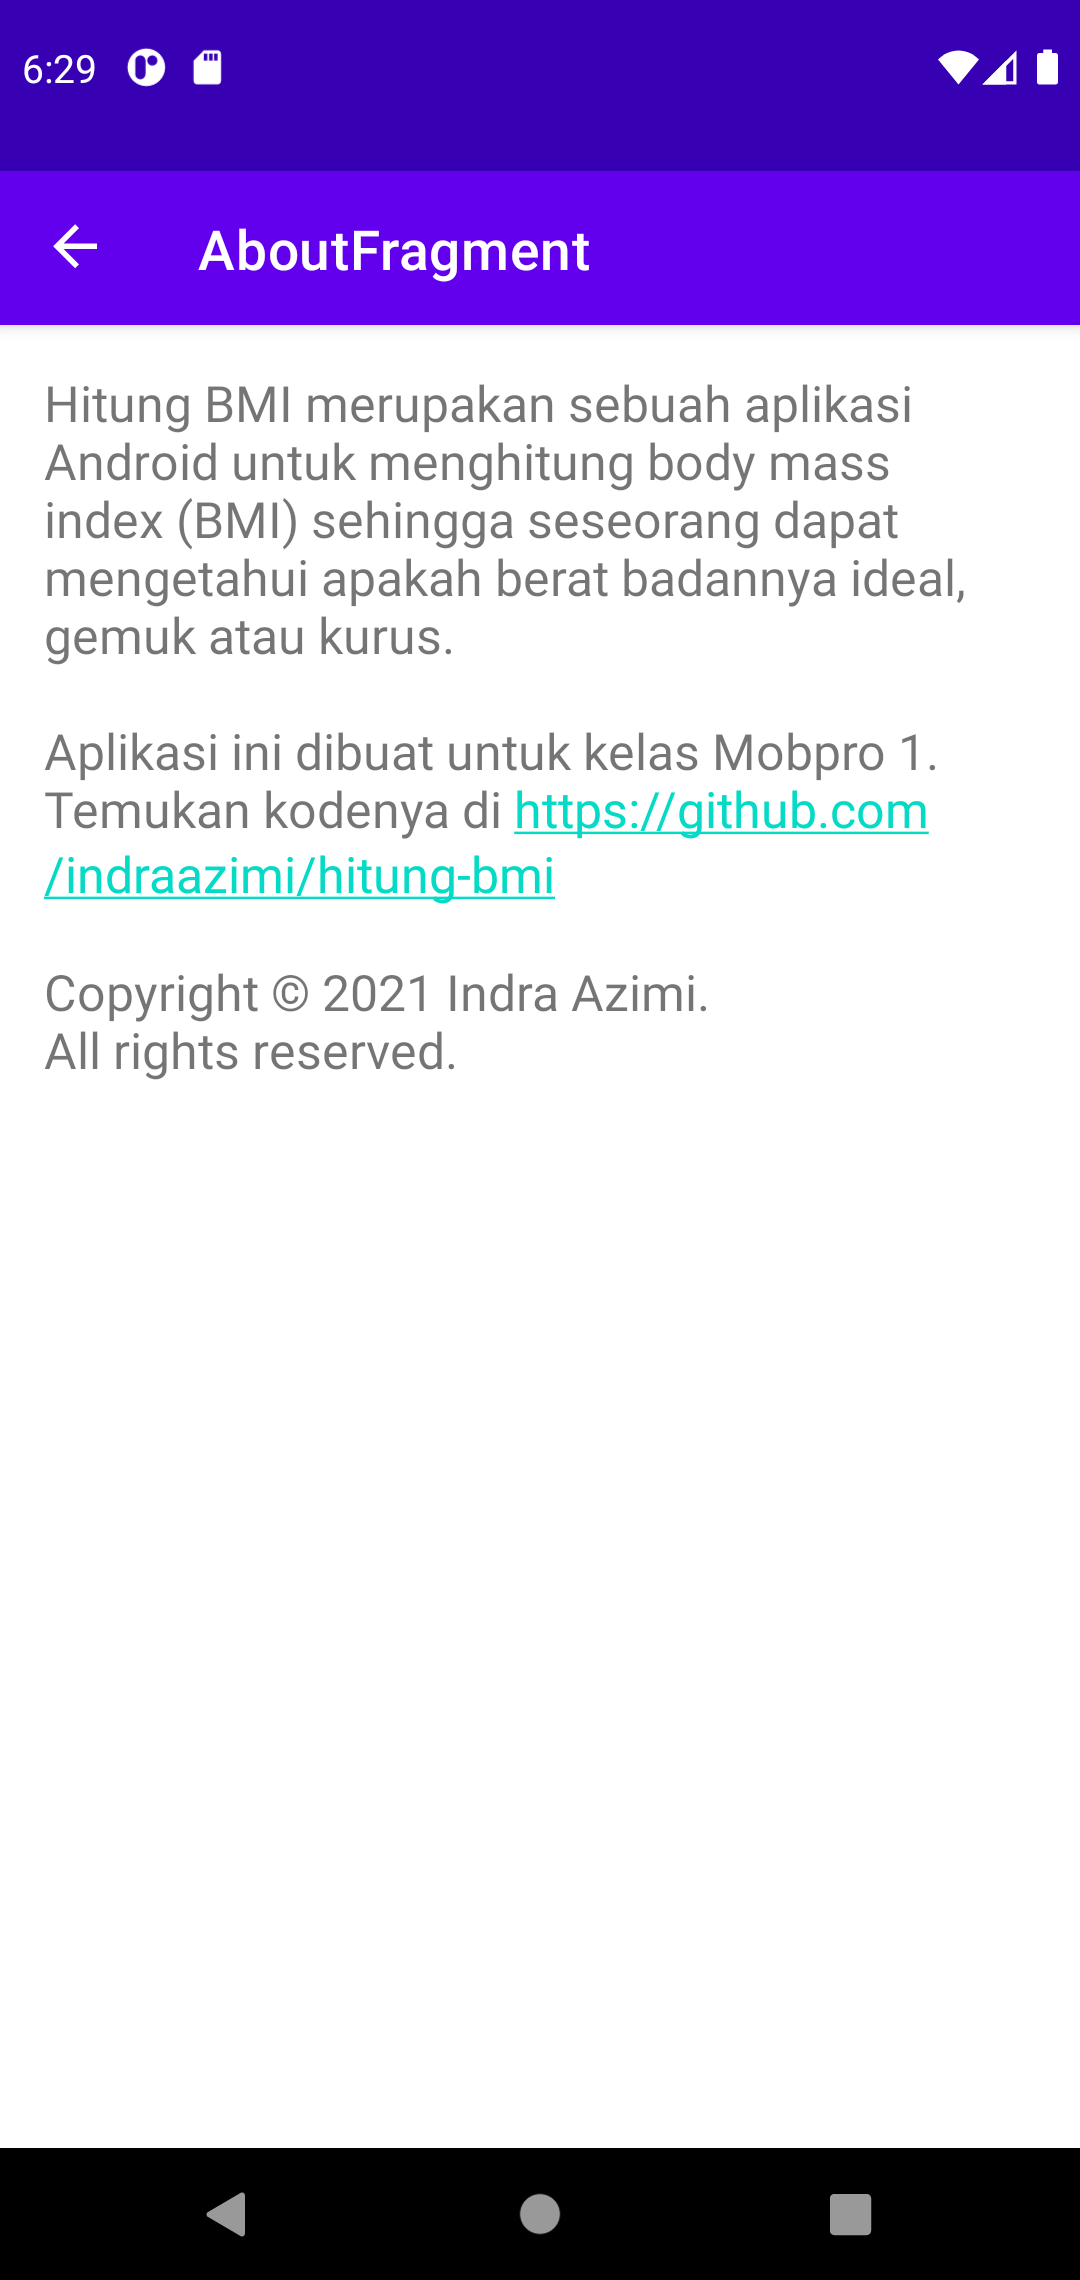 6:29
AboutFragment
Hitung BMI merupakan sebuah aplikasi
Android untuk menghitung body mass
index (BMI) sehingga seseorang dapat
mengetahui apakah berat badannya ideal,
gemuk atau kurus.
Aplikasi ini dibuat untuk kelas Mobpro 1.
Temukan kodenya di https://github.com
/indraazimi/hitung-bmi
Copyright © 2021 Indra Azimi.
All rights reserved.